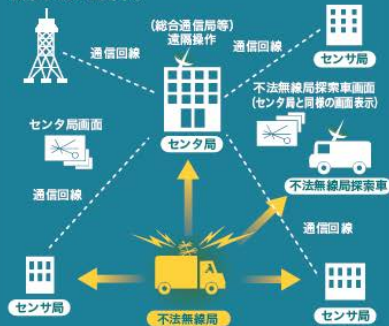 (総合通信局等)
遠隔操作
通信回線
通信回線
センサ局
不法無線局探索車画面
(センタ局と同様の画面表示)
センタ局画面
センタ局
通信回線
不法無線局探索車
通信回線
センサ局
不法無線局
センサ局